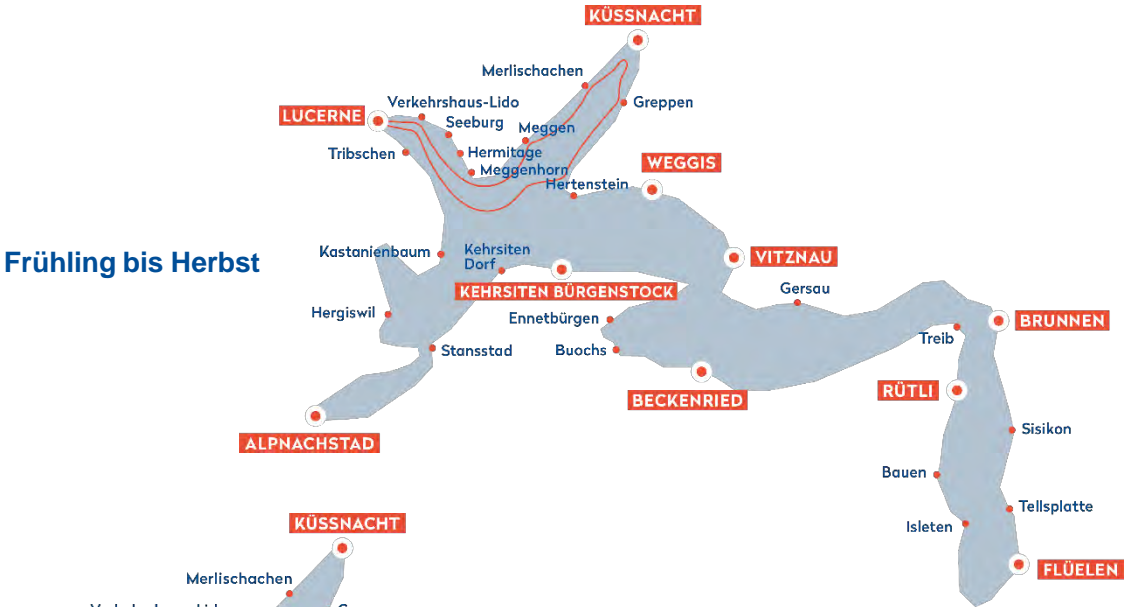 KÜSSNACHT
Merlischachen
Verkehrshaus-Lido
Greppen
LUCERNE
Seeburg
Meggen
Tribschen
Hermitage
WEGGIS
Meggenhorn
Hertenstein
Frühling bis Herbst
Kastanienbaum
Kehrsiten
Dorf
VITZNAU
KEHRSITEN BÜRGENSTOCK
Gersau
Hergiswil
Ennetbürgen
BRUNNEN
Treib
Stansstad
Buochs
BECKENRIED
RÜTLI
ALPNACHSTAD
Sisikon
Bauen
Tellsplatte
Isleten
KÜSSNACHT
FLÜELEN
Merlischachen